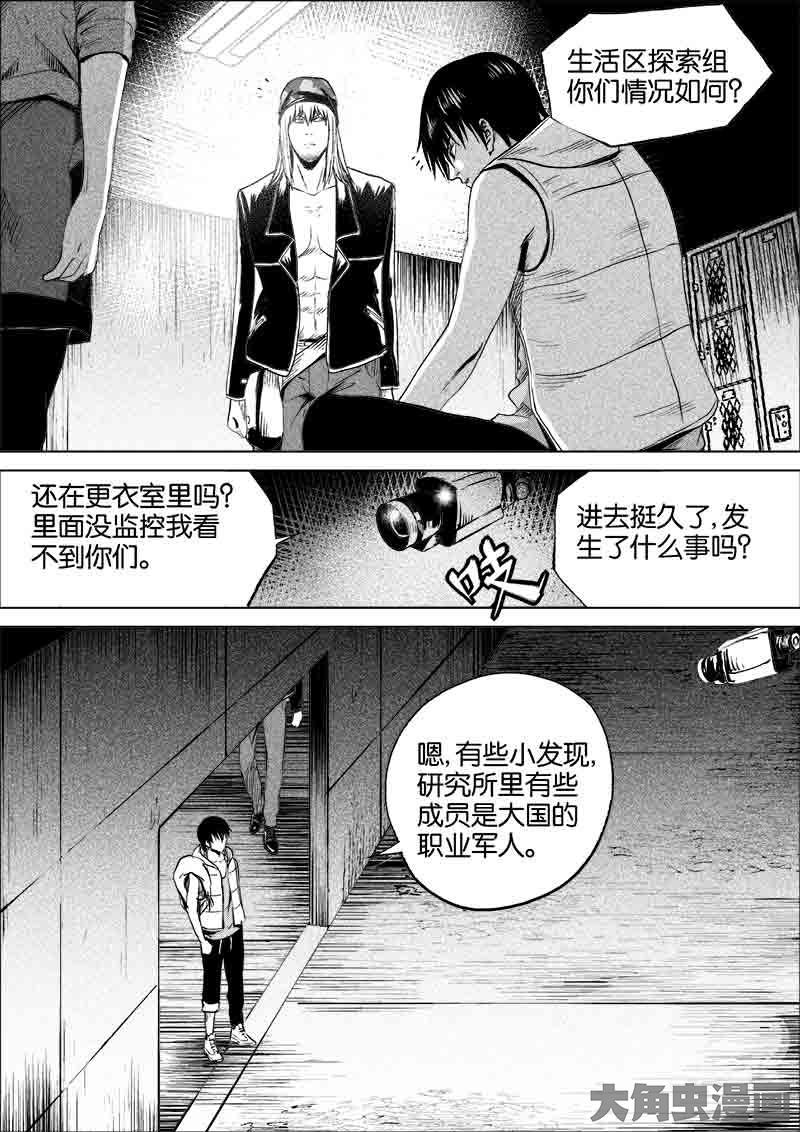 生活区探索组
你们情况如何?
还在更衣室里吗?
里面没监控我看
不到你们。
进去挺久了,发
生了什么事吗?
吱
嗯,有些小发现,
研究所里有些
成员是大国的
职业军人。
大角虫漫画